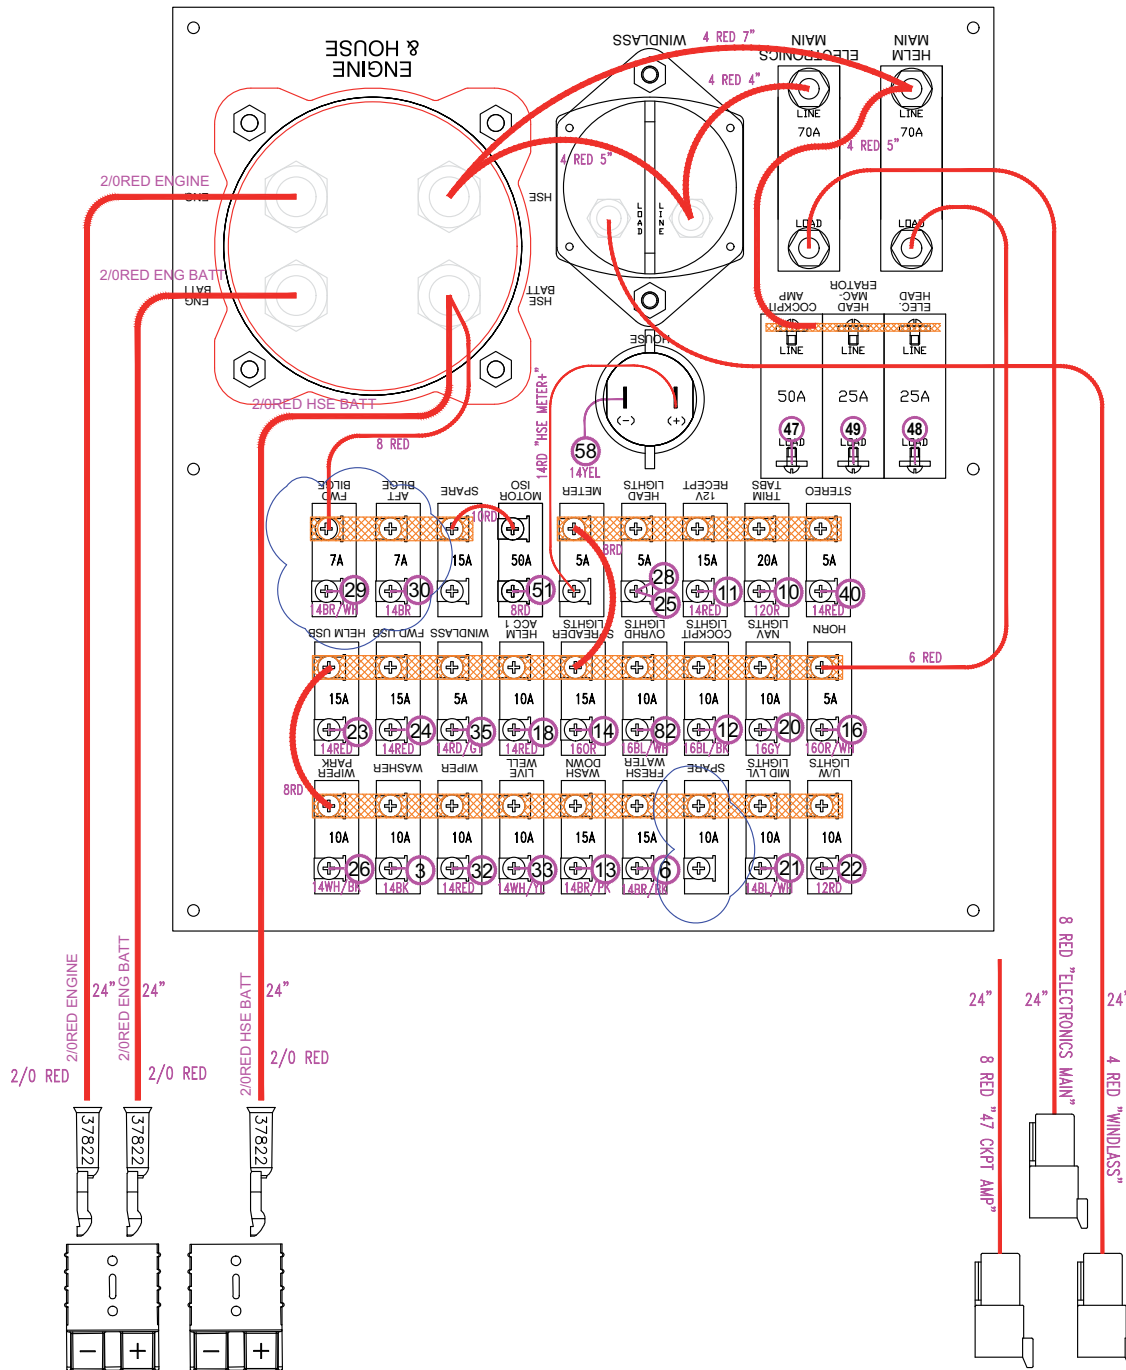 ENGINE
& HOUSE
WINDLASS
ELECTRONICS
MAIN
HELM
MAIN
4 RED 7"
4 RED 4"
4 RED 5"
4 RED 5"
LINE
70A
LOAD
LINE
70A
LOAD
2/0RED ENGINE
ENG
HSE
LOAD
LINE
2/0RED ENG BATT
ENG
BATT
HSE
BATT
COCKPIT
AMP
HEAD
MAC-
ERATOR
ELEC.
HEAD
LINE
LINE
LINE
50A
25A
25A
47
49
48
LOAD
LOAD
LOAD
HOUSE
(-)
(+)
58
14YEL
14RD "HSE METER+"
2/0RED HSE BATT
8 RED
FWD
BILGE
AFT
BILGE
SPARE
MOTOR
ISO
METER
HEAD
LIGHTS
12V
RECEPT
TRIM
TABS
STEREO
10RD
8RD
7A
7A
15A
50A
5A
5A
15A
20A
5A
29
30
51
28
25
11
10
40
14BR/WH
14BR
8RD
14RED
12OR
14RED
HELM USB
FWD USB
WINDLASS
HELM
ACC 1
SPREADER
LIGHTS
OVRHD
LIGHTS
COCKPIT
LIGHTS
NAV
LIGHTS
HORN
6 RED
15A
15A
5A
10A
15A
10A
10A
10A
5A
23
24
35
18
14
82
12
20
16
14RED
14RED
14RD/GY
14RED
16OR
16BL/WH
16BL/BK
16GY
16OR/WH
WIPER
PARK
WASHER
WIPER
LIVE
WELL
WASH
DOWN
FRESH
WATER
SPARE
MID LVL
LIGHTS
U/W
LIGHTS
8RD
10A
10A
10A
10A
15A
15A
10A
10A
10A
26
3
32
33
13
6
21
22
14WH/BK
14BK
14RED
14WH/YL
14BR/PK
14BR/BK
14BL/WH
12RD
2/0RED ENGINE
24"
2/0RED ENG BATT
24"
2/0RED HSE BATT
24"
2/0 RED
2/0 RED
2/0 RED
37822
37822
37822
- +
- +
24"
8 RED "47 CKPT AMP"
24"
8 RED "ELECTRONICS MAIN"
24"
4 RED "WINDLASS"